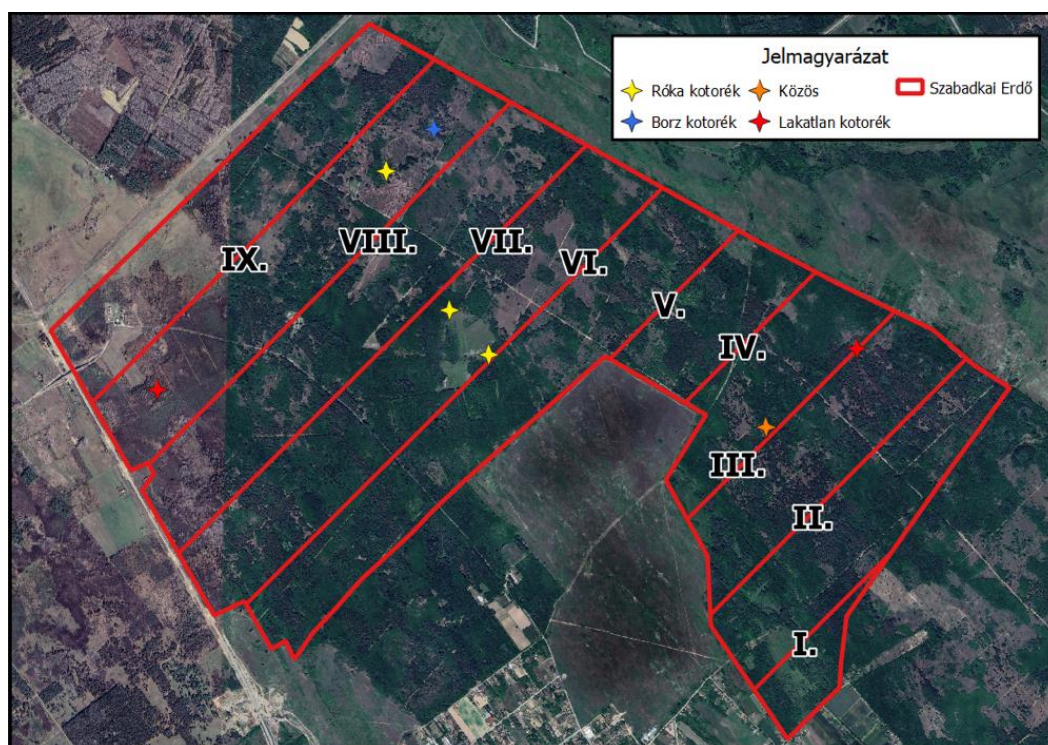 Jelmagyarázat
Róka kotorék
Közös
Szabadkai Erdő
Borz kotorék
Lakatlan kotorék
IX.
VIII.
VII.
VI.
V.
IV.
III.
II.
I.